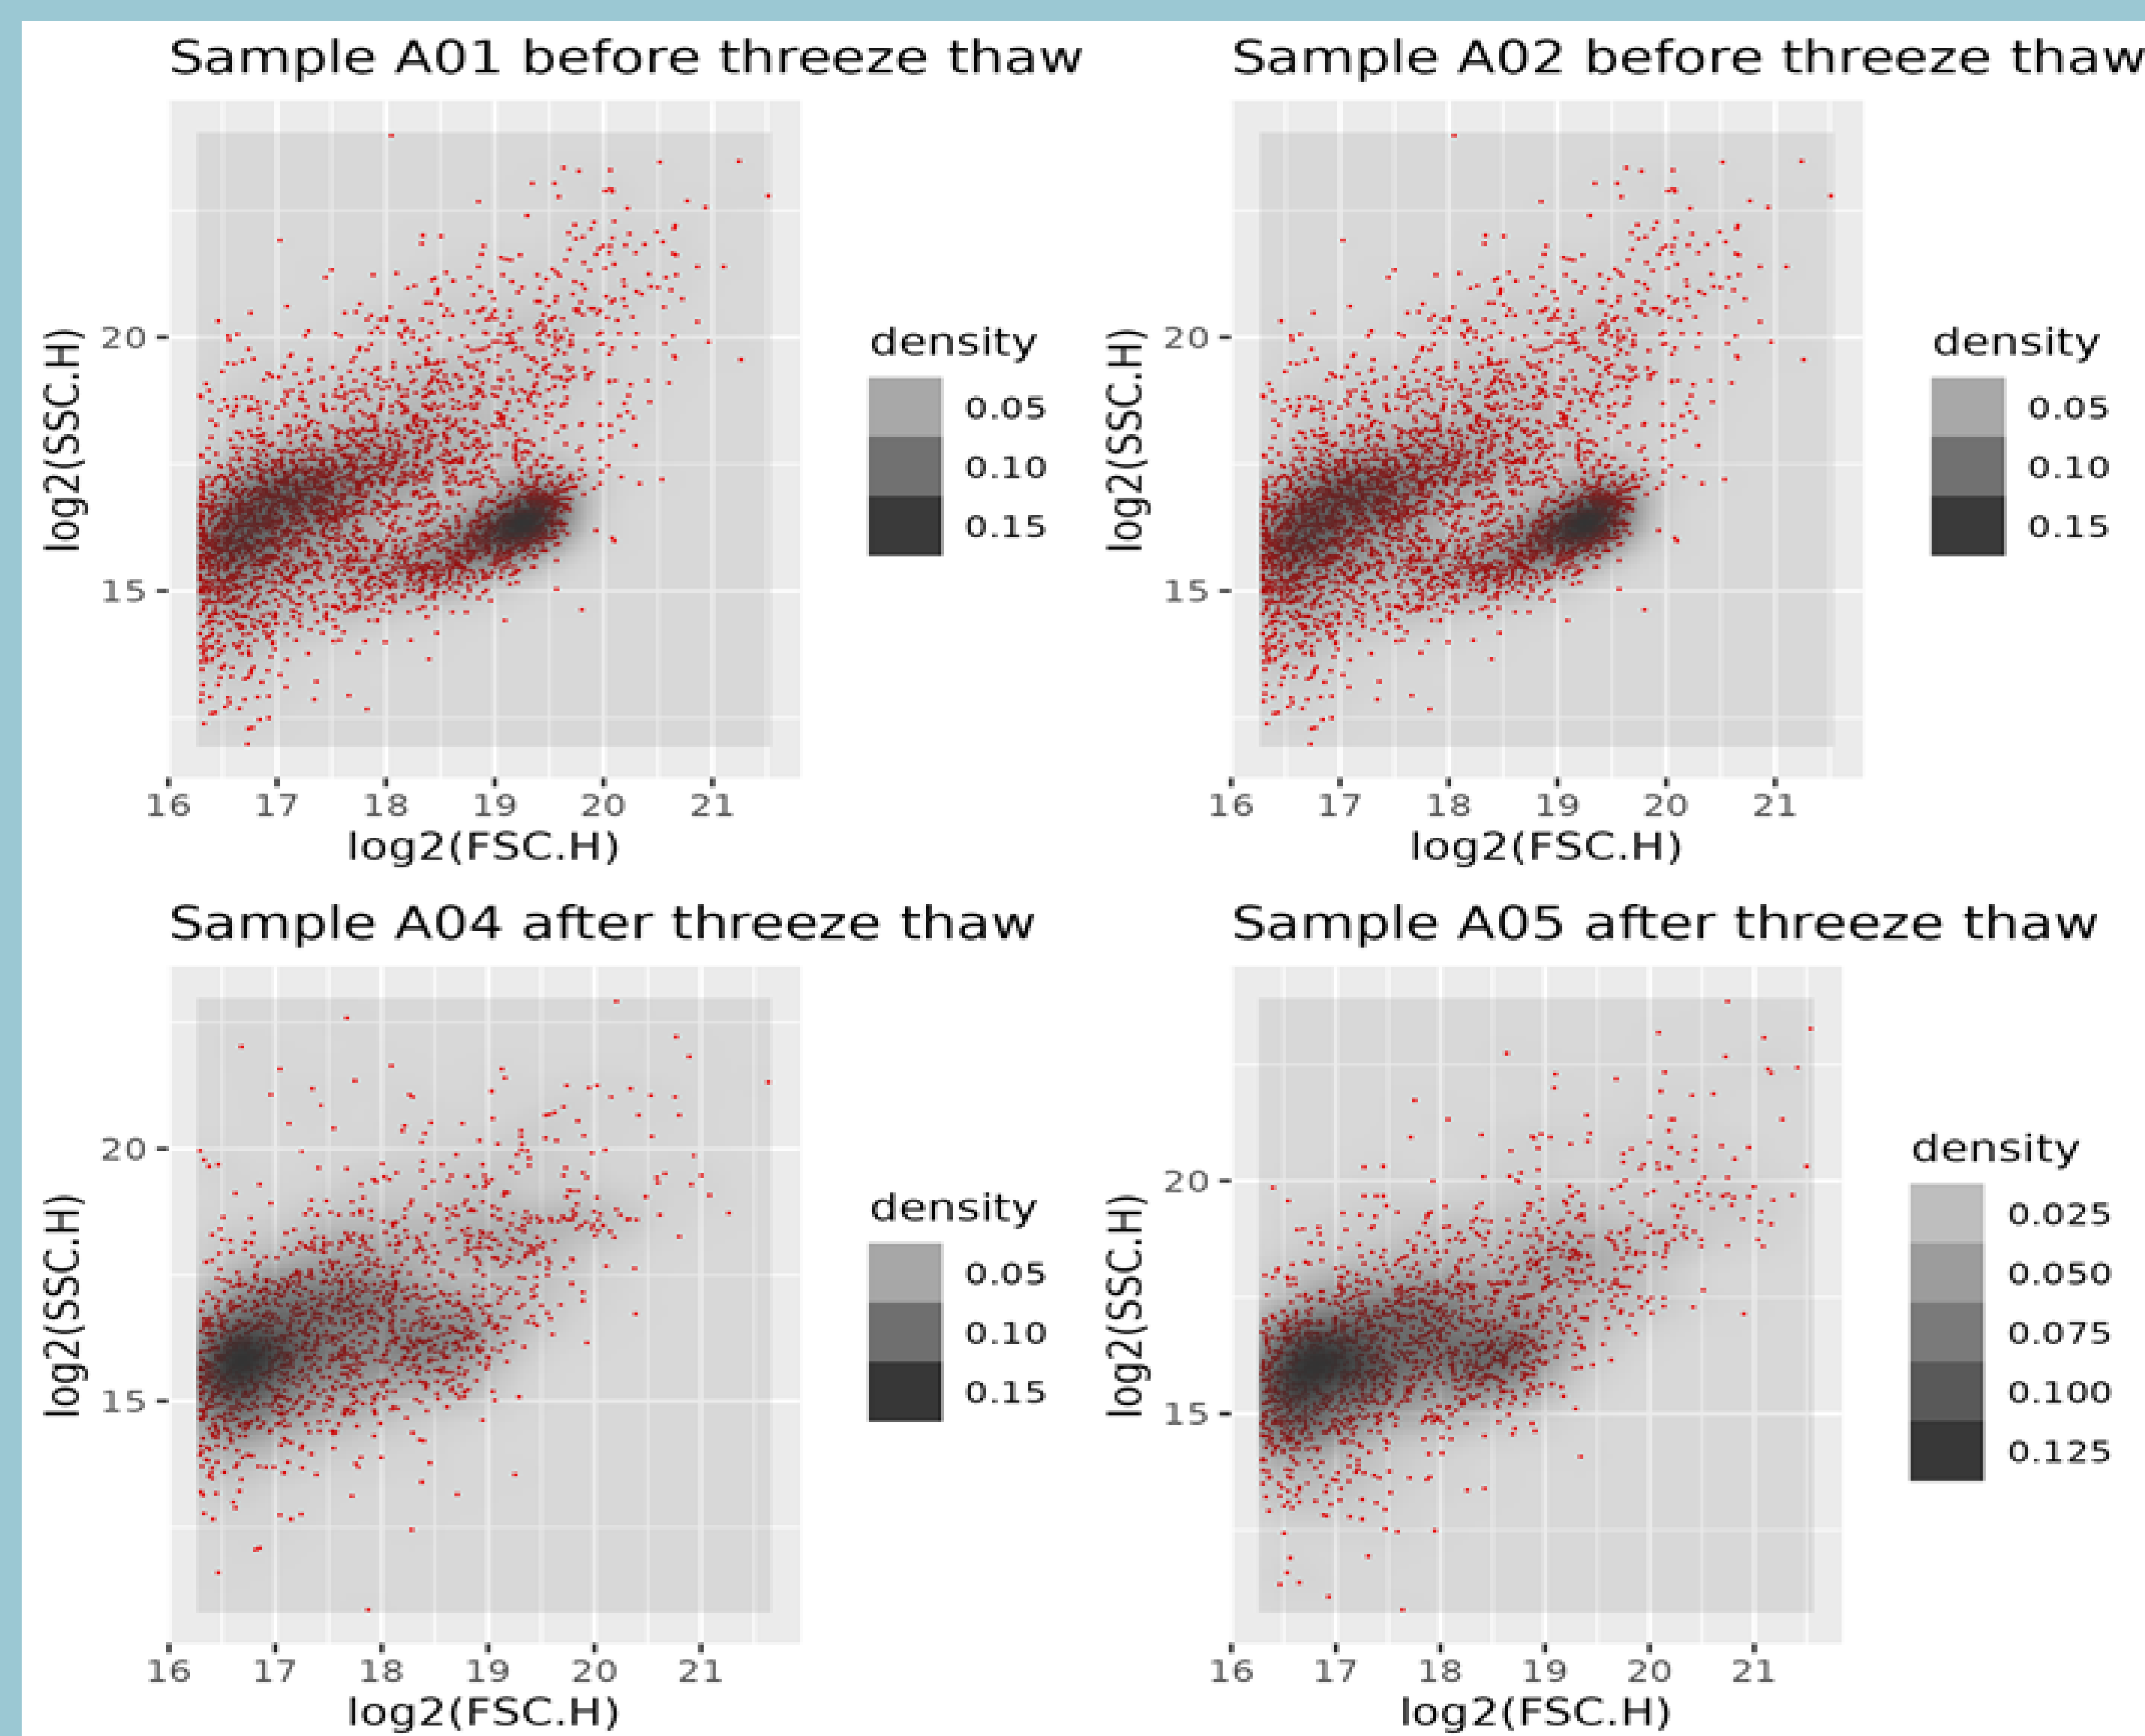 Sample A01 before threeze thaw
log2(SSC.H)
20
15
16 17 18 19 20 21
log2(FSC.H)
density
0.05
0.10
0.15
Sample A02 before threeze thaw
log2(SSC.H)
20
15
16 17 18 19 20 21
log2(FSC.H)
density
0.05
0.10
0.15
Sample A04 after threeze thaw
log2(SSC.H)
20
15
16 17 18 19 20 21
log2(FSC.H)
density
0.05
0.10
0.15
Sample A05 after threeze thaw
log2(SSC.H)
20
15
16 17 18 19 20 21
log2(FSC.H)
density
0.025
0.050
0.075
0.100
0.125